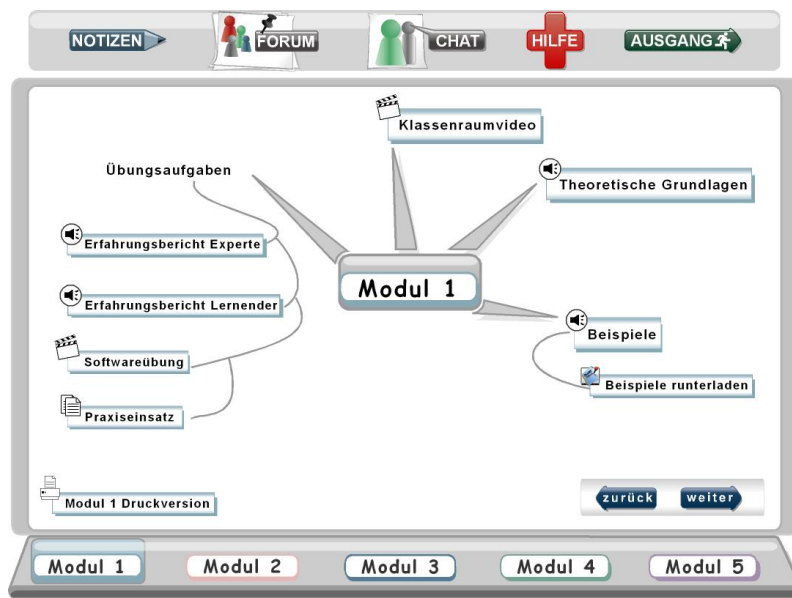 NOTIZEN
FORUM
CHAT
HILFE
AUSGANG
Klassenraumvideo
Übungsaufgaben
Theoretische Grundlagen
Erfahrungsbericht Experte
Modul 1
Erfahrungsbericht Lernender
Beispiele
Softwareübung
Beispiele runterladen
Praxiseinsatz
Modul 1 Druckversion
zurück
weiter
Modul 1
Modul 2
Modul 3
Modul 4
Modul 5